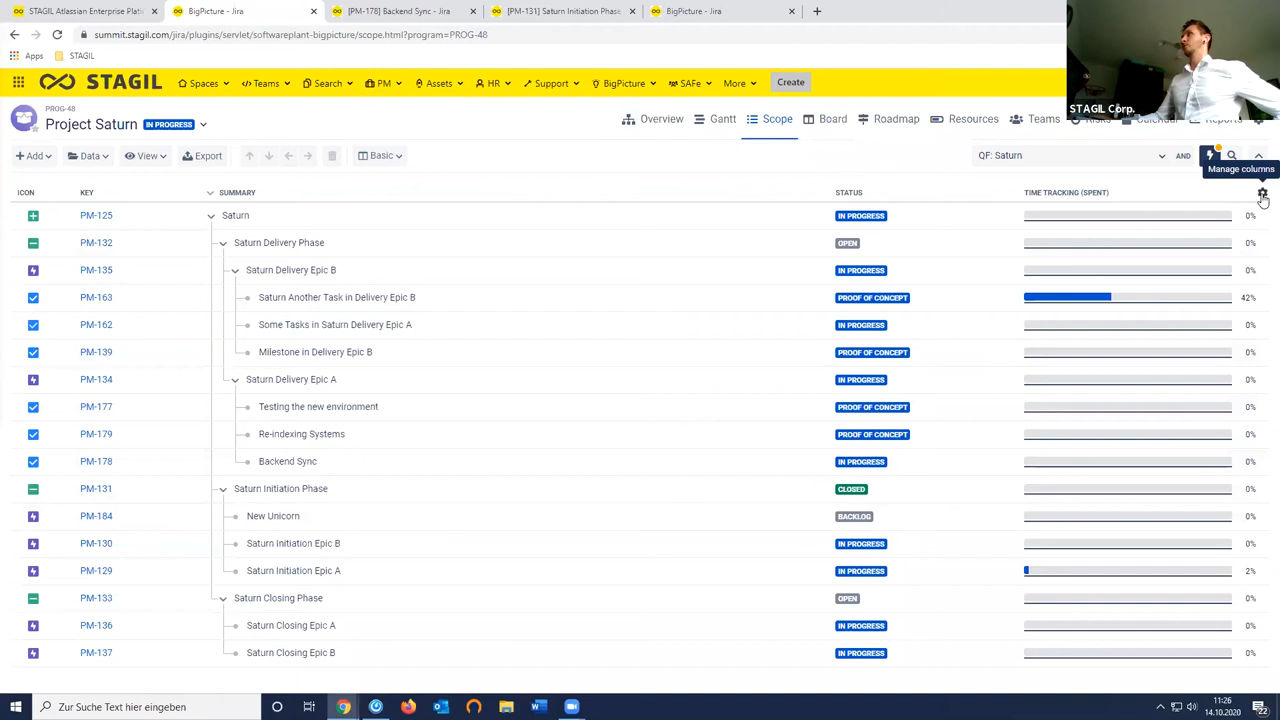 STAGIL Atlassian Enterprise Plati
BigPicture - Jira
[PM-178] Backend Sync - Jira
[PM-131] Saturn Initiation Phase
BigPicture - Jira
summit.stagil.com/jira/plugins/servlet/softwareplant-bigpicture/scope.html?program=PROG-48
Apps STAGIL
STAGIL Spaces Teams Search PM Assets HR Support BigPicture SAFe More Create
STAGIL Corp.
PROG-48
Project Saturn IN PROGRESS
Overview Gantt Scope Board Roadmap Resources Teams Risks Calendar Reports
Add Data View Export Basic QF: Saturn AND
Manage columns
ICON KEY SUMMARY STATUS TIME TRACKING (SPENT)
PM-125 Saturn IN PROGRESS 0%
PM-132 Saturn Delivery Phase OPEN 0%
PM-135 Saturn Delivery Epic B IN PROGRESS 0%
PM-163 Saturn Another Task in Delivery Epic B PROOF OF CONCEPT 42%
PM-162 Some Tasks in Saturn Delivery Epic A IN PROGRESS 0%
PM-139 Milestone in Delivery Epic B PROOF OF CONCEPT 0%
PM-134 Saturn Delivery Epic A IN PROGRESS 0%
PM-177 Testing the new environment PROOF OF CONCEPT 0%
PM-179 Re-indexing Systems PROOF OF CONCEPT 0%
PM-178 Backend Sync IN PROGRESS 0%
PM-131 Saturn Initiation Phase CLOSED 0%
PM-184 New Unicorn BACKLOG 0%
PM-130 Saturn Initiation Epic B IN PROGRESS 0%
PM-129 Saturn Initiation Epic A IN PROGRESS 2%
PM-133 Saturn Closing Phase OPEN 0%
PM-136 Saturn Closing Epic A IN PROGRESS 0%
PM-137 Saturn Closing Epic B IN PROGRESS 0%
Zur Suche Text hier eingeben
11:26
14.10.2020
22